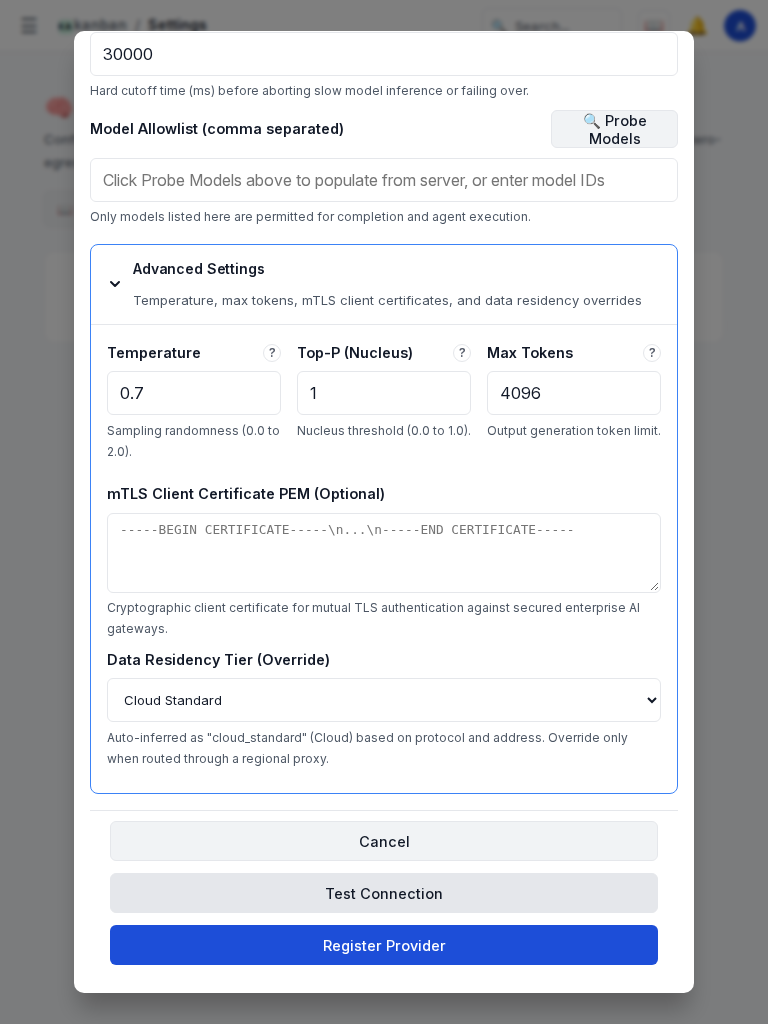 kanban / Settings
Search...
A
30000
Hard cutoff time (ms) before aborting slow model inference or failing over.
Model Allowlist (comma separated)
🔍 Probe
Models
Click Probe Models above to populate from server, or enter model IDs
Only models listed here are permitted for completion and agent execution.
Advanced Settings
Temperature, max tokens, mTLS client certificates, and data residency overrides
Temperature ? Top-P (Nucleus) ? Max Tokens ?
0.7 1 4096
Sampling randomness (0.0 to
2.0).
Nucleus threshold (0.0 to 1.0).
Output generation token limit.
mTLS Client Certificate PEM (Optional)
-----BEGIN CERTIFICATE-----\n...\n-----END CERTIFICATE-----
Cryptographic client certificate for mutual TLS authentication against secured enterprise AI
gateways.
Data Residency Tier (Override)
Cloud Standard
Auto-inferred as "cloud_standard" (Cloud) based on protocol and address. Override only
when routed through a regional proxy.
Cancel
Test Connection
Register Provider